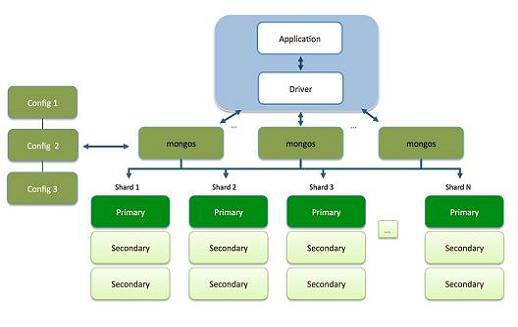 Application
Driver
Config 1
Config 2
Config 3
...
...
mongos
mongos
mongos
Shard 1
Shard 2
Shard 3
Shard N
Primary
Primary
Primary
Primary
...
Secondary
Secondary
Secondary
Secondary
Secondary
Secondary
Secondary
Secondary